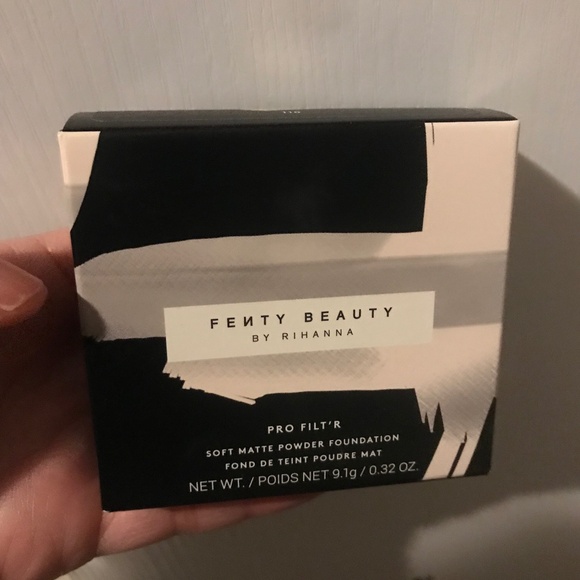 FEИTY BEAUTY
BY RIHANNA
PRO FILT'R
SOFT MATTE POWDER FOUNDATION
FOND DE TEINT POUDRE MAT
NET WT. / POIDS NET 9.1g / 0.32 OZ.